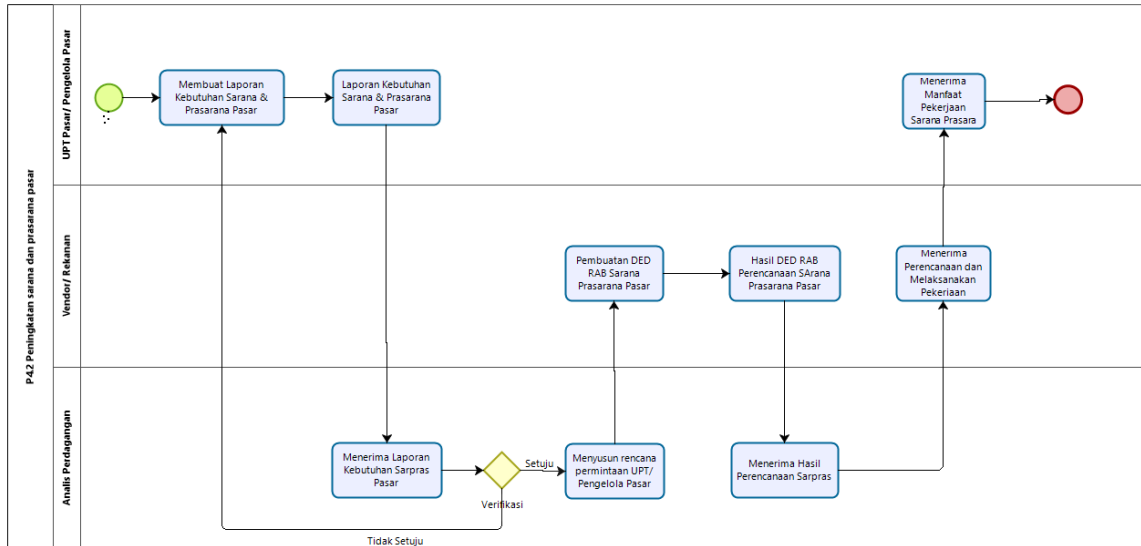 P42 Peningkatan sarana dan prasarana pasar
UPT Pasar/ Pengelola Pasar
Membuat Laporan
Kebutuhan Sarana &
Prasarana Pasar
Laporan Kebutuhan
Sarana & Prasarana
Pasar
Menerima
Manfaat
Pekerjaan
Sarana Prasara
Vendor/ Rekanan
Pembuatan DED
RAB Sarana
Prasarana Pasar
Hasil DED RAB
Perencanaan SArana
Prasarana Pasar
Menerima
Perencanaan dan
Melaksanakan
Pekerjaan
Analis Perdagangan
Menerima Laporan
Kebutuhan Sarpras
Pasar
Verifikasi
Setuju
Tidak Setuju
Menyusun rencana
permintaan UPT/
Pengelola Pasar
Menerima Hasil
Perencanaan Sarpras